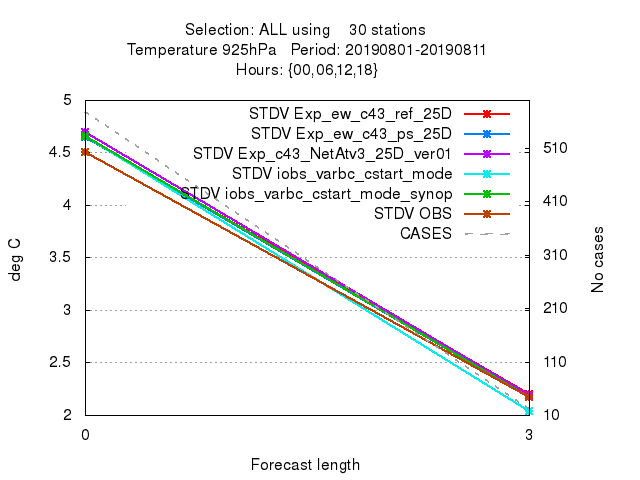 Selection: ALL using 30 stations
Temperature 925hPa Period: 20190801-20190811
Hours: {00,06,12,18}
5
STDV Exp_ew_c43_ref_25D
STDV Exp_ew_c43_ps_25D
4.5
STDV Exp_c43_NetAtv3_25D_ver01
510
STDV iobs_varbc_cstart_mode
STDV iobs_varbc_cstart_mode_synop
4
410
STDV OBS
CASES
deg C
No cases
3.5
310
3
210
2.5
110
2
10
0
3
Forecast length